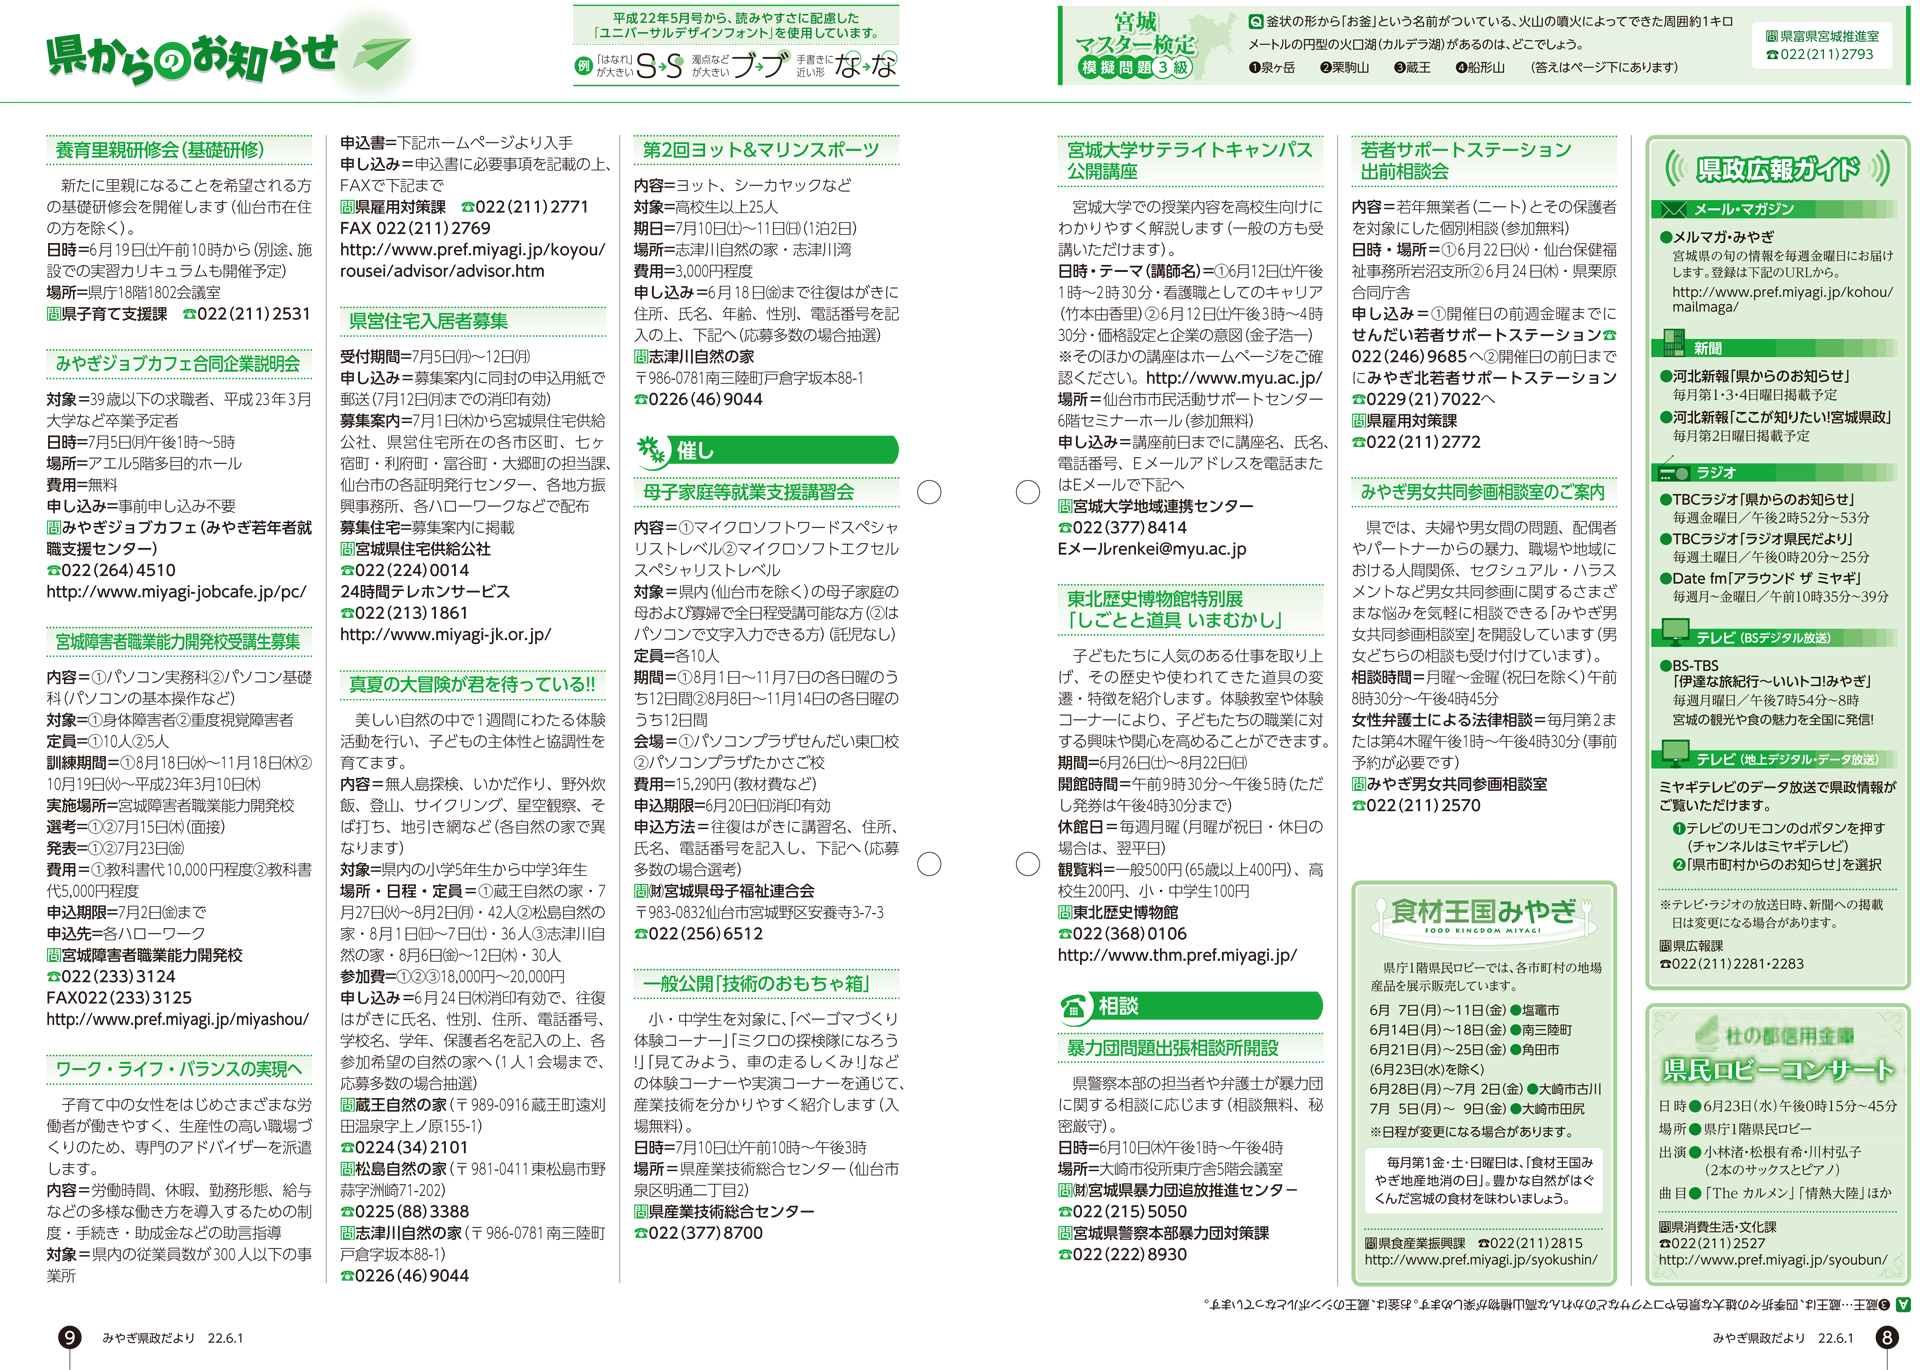 県からのお知らせ
平成22年5月号から、読みやすさに配慮した
「ユニバーサルデザインフォント」を使用しています。
例 「はなれ」が大きい S→S 濁点などが大きい ブ→ブ 手書きに近い形 な→な
養育里親研修会(基礎研修)
新たに里親になることを希望される方
の基礎研修会を開催します(仙台市在住
の方を除く)。
日時=6月19日㈯午前10時から(別途、施
設での実習カリキュラムも開催予定)
場所=県庁18階1802会議室
問県子育て支援課 ☎022(211)2531
みやぎジョブカフェ合同企業説明会
対象=39歳以下の求職者、平成23年3月
大学など卒業予定者
日時=7月5日㈪午後1時〜5時
場所=アエル5階多目的ホール
費用=無料
申し込み=事前申し込み不要
問みやぎジョブカフェ(みやぎ若年者就
職支援センター)
☎022(264)4510
http://www.miyagi-jobcafe.jp/pc/
宮城障害者職業能力開発校受講生募集
内容=①パソコン実務科②パソコン基礎
科(パソコンの基本操作など)
対象=①身体障害者②重度視覚障害者
定員=①10人②5人
訓練期間=①8月18日㈬〜11月18日㈭②
10月19日㈫〜平成23年3月10日㈭
実施場所=宮城障害者職業能力開発校
選考=①②7月15日㈭(面接)
発表=①②7月23日㈮
費用=①教科書代10,000円程度②教科書
代5,000円程度
申込期限=7月2日㈮まで
申込先=各ハローワーク
問宮城障害者職業能力開発校
☎022(233)3124
FAX022(233)3125
http://www.pref.miyagi.jp/miyashou/
ワーク・ライフ・バランスの実現へ
子育て中の女性をはじめさまざまな労
働者が働きやすく、生産性の高い職場づ
くりのため、専門のアドバイザーを派遣
します。
内容=労働時間、休暇、勤務形態、給与
などの多様な働き方を導入するための制
度・手続き・助成金などの助言指導
対象=県内の従業員数が300人以下の事
業所
申込書=下記ホームページより入手
申し込み=申込書に必要事項を記載の上、
FAXで下記まで
問県雇用対策課 ☎022(211)2771
FAX 022(211)2769
http://www.pref.miyagi.jp/koyou/
rousei/advisor/advisor.htm
県営住宅入居者募集
受付期間=7月5日㈪〜12日㈪
申し込み=募集案内に同封の申込用紙で
郵送(7月12日㈪までの消印有効)
募集案内=7月1日㈭から宮城県住宅供給
公社、県営住宅所在の各市区町、七ヶ
宿町・利府町・富谷町・大郷町の担当課、
仙台市の各証明発行センター、各地方振
興事務所、各ハローワークなどで配布
募集住宅=募集案内に掲載
問宮城県住宅供給公社
☎022(224)0014
24時間テレホンサービス
☎022(213)1861
http://www.miyagi-jk.or.jp/
真夏の大冒険が君を待っている!!
美しい自然の中で1週間にわたる体験
活動を行い、子どもの主体性と協調性を
育てます。
内容=無人島探検、いかだ作り、野外炊
飯、登山、サイクリング、星空観察、そ
ば打ち、地引き網など(各自然の家で異
なります)
対象=県内の小学5年生から中学3年生
場所・日程・定員=①蔵王自然の家・7
月27日㈫〜8月2日㈪・42人②松島自然の
家・8月1日㈰〜7日㈯・36人③志津川自
然の家・8月6日㈮〜12日㈭・30人
参加費=①②③18,000円〜20,000円
申し込み=6月24日㈭消印有効で、往復
はがきに氏名、性別、住所、電話番号、
学校名、学年、保護者名を記入の上、各
参加希望の自然の家へ(1人1会場まで、
応募多数の場合抽選)
問蔵王自然の家(〒989-0916蔵王町遠刈
田温泉字上ノ原155-1)
☎0224(34)2101
問松島自然の家(〒981-0411東松島市野
蒜字洲崎71-202)
☎0225(88)3388
問志津川自然の家(〒986-0781南三陸町
戸倉字坂本88-1)
☎0226(46)9044
第2回ヨット&マリンスポーツ
内容=ヨット、シーカヤックなど
対象=高校生以上25人
期日=7月10日㈯〜11日㈰(1泊2日)
場所=志津川自然の家・志津川湾
費用=3,000円程度
申し込み=6月18日㈮まで往復はがきに
住所、氏名、年齢、性別、電話番号を記
入の上、下記へ(応募多数の場合抽選)
問志津川自然の家
〒986-0781南三陸町戸倉字坂本88-1
☎0226(46)9044
催し
母子家庭等就業支援講習会
内容=①マイクロソフトワードスペシャ
リストレベル②マイクロソフトエクセル
スペシャリストレベル
対象=県内(仙台市を除く)の母子家庭の
母および寡婦で全日程受講可能な方(②は
パソコンで文字入力できる方)(託児なし)
定員=各10人
期間=①8月1日〜11月7日の各日曜のう
ち12日間②8月8日〜11月14日の各日曜の
うち12日間
会場=①パソコンプラザせんだい東口校
②パソコンプラザたかさご校
費用=15,290円(教材費など)
申込期限=6月20日㈰消印有効
申込方法=往復はがきに講習名、住所、
氏名、電話番号を記入し、下記へ(応募
多数の場合選考)
問㈶宮城県母子福祉連合会
〒983-0832仙台市宮城野区安養寺3-7-3
☎022(256)6512
一般公開「技術のおもちゃ箱」
小・中学生を対象に、「ベーゴマづくり
体験コーナー」「ミクロの探検隊になろう
!」「見てみよう、車の走るしくみ!」など
の体験コーナーや実演コーナーを通じて、
産業技術を分かりやすく紹介します(入
場無料)。
日時=7月10日㈯午前10時〜午後3時
場所=県産業技術総合センター(仙台市
泉区明通二丁目2)
問県産業技術総合センター
☎022(377)8700
9 みやぎ県政だより 22.6.1
宮城
マスター検定
模擬問題3級
Q 釜状の形から「お釜」という名前がついている、火山の噴火によってできた周囲約1キロ
メートルの円型の火口湖(カルデラ湖)があるのは、どこでしょう。
❶泉ヶ岳 ❷栗駒山 ❸蔵王 ❹船形山 (答えはページ下にあります)
問県富県宮城推進室
☎022(211)2793
宮城大学サテライトキャンパス
公開講座
宮城大学での授業内容を高校生向けに
わかりやすく解説します(一般の方も受
講いただけます)。
日時・テーマ(講師名)=①6月12日㈯午後
1時〜2時30分・看護職としてのキャリア
(竹本由香里)②6月12日㈯午後3時〜4時
30分・価格設定と企業の意図(金子浩一)
※そのほかの講座はホームページをご確
認ください。http://www.myu.ac.jp/
場所=仙台市市民活動サポートセンター
6階セミナーホール(参加無料)
申し込み=講座前日までに講座名、氏名、
電話番号、Eメールアドレスを電話また
はEメールで下記へ
問宮城大学地域連携センター
☎022(377)8414
Eメールrenkei@myu.ac.jp
東北歴史博物館特別展
「しごとと道具 いまむかし」
子どもたちに人気のある仕事を取り上
げ、その歴史や使われてきた道具の変
遷・特徴を紹介します。体験教室や体験
コーナーにより、子どもたちの職業に対
する興味や関心を高めることができます。
期間=6月26日㈯〜8月22日㈰
開館時間=午前9時30分〜午後5時(ただ
し発券は午後4時30分まで)
休館日=毎週月曜(月曜が祝日・休日の
場合は、翌平日)
観覧料=一般500円(65歳以上400円)、高
校生200円、小・中学生100円
問東北歴史博物館
☎022(368)0106
http://www.thm.pref.miyagi.jp/
相談
暴力団問題出張相談所開設
県警察本部の担当者や弁護士が暴力団
に関する相談に応じます(相談無料、秘
密厳守)。
日時=6月10日㈭午後1時〜午後4時
場所=大崎市役所東庁舎5階会議室
問㈶宮城県暴力団追放推進センター
☎022(215)5050
問宮城県警察本部暴力団対策課
☎022(222)8930
若者サポートステーション
出前相談会
内容=若年無業者(ニート)とその保護者
を対象にした個別相談(参加無料)
日時・場所=①6月22日㈫・仙台保健福
祉事務所岩沼支所②6月24日㈭・県栗原
合同庁舎
申し込み=①開催日の前週金曜までに
せんだい若者サポートステーション☎
022(246)9685へ②開催日の前日まで
にみやぎ北若者サポートステーション
☎0229(21)7022へ
問県雇用対策課
☎022(211)2772
みやぎ男女共同参画相談室のご案内
県では、夫婦や男女間の問題、配偶者
やパートナーからの暴力、職場や地域に
おける人間関係、セクシュアル・ハラス
メントなど男女共同参画に関するさまざ
まな悩みを気軽に相談できる「みやぎ男
女共同参画相談室」を開設しています(男
女どちらの相談も受け付けています)。
相談時間=月曜〜金曜(祝日を除く)午前
8時30分〜午後4時45分
女性弁護士による法律相談=毎月第2ま
たは第4木曜午後1時〜午後4時30分(事前
予約が必要です)
問みやぎ男女共同参画相談室
☎022(211)2570
食材王国みやぎ
FOOD KINGDOM MIYAGI
県庁1階県民ロビーでは、各市町村の地場
産品を展示販売しています。
6月 7日(月)〜11日(金)●塩竈市
6月14日(月)〜18日(金)●南三陸町
6月21日(月)〜25日(金)●角田市
(6月23日(水)を除く)
6月28日(月)〜7月 2日(金)●大崎市古川
7月 5日(月)〜 9日(金)●大崎市田尻
※日程が変更になる場合があります。
毎月第1金・土・日曜日は、「食材王国み
やぎ地産地消の日」。豊かな自然がはぐ
くんだ宮城の食材を味わいましょう。
問県食産業振興課 ☎022(211)2815
http://www.pref.miyagi.jp/syokushin/
県政広報ガイド
メール・マガジン
●メルマガ・みやぎ
宮城県の旬の情報を毎週金曜日にお届け
します。登録は下記のURLから。
http://www.pref.miyagi.jp/kohou/
mailmaga/
新聞
●河北新報「県からのお知らせ」
毎月第1・3・4日曜日掲載予定
●河北新報「ここが知りたい!宮城県政」
毎月第2日曜日掲載予定
ラジオ
●TBCラジオ「県からのお知らせ」
毎週金曜日/午後2時52分〜53分
●TBCラジオ「ラジオ県民だより」
毎週土曜日/午後0時20分〜25分
●Date fm「アラウンド ザ ミヤギ」
毎週月〜金曜日/午前10時35分〜39分
テレビ(BSデジタル放送)
●BS-TBS
「伊達な旅紀行〜いいトコ!みやぎ」
毎週月曜日/午後7時54分〜8時
宮城の観光や食の魅力を全国に発信!
テレビ(地上デジタル・データ放送)
ミヤギテレビのデータ放送で県政情報が
ご覧いただけます。
❶テレビのリモコンのdボタンを押す
(チャンネルはミヤギテレビ)
❷「県市町村からのお知らせ」を選択
※テレビ・ラジオの放送日時、新聞への掲載
日は変更になる場合があります。
問県広報課
☎022(211)2281・2283
杜の都信用金庫
県民ロビーコンサート
日時●6月23日(水)午後0時15分〜45分
場所●県庁1階県民ロビー
出演●小林渚・松根有希・川村弘子
(2本のサックスとピアノ)
曲目●「The カルメン」「情熱大陸」ほか
問県消費生活・文化課
☎022(211)2527
http://www.pref.miyagi.jp/syoubun/
A ❸蔵王…蔵王は、四季折々の雄大な景色やコマクサなどのかれんな高山植物が楽しめます。お釜は、蔵王のシンボルとなっています。
みやぎ県政だより 22.6.1 8